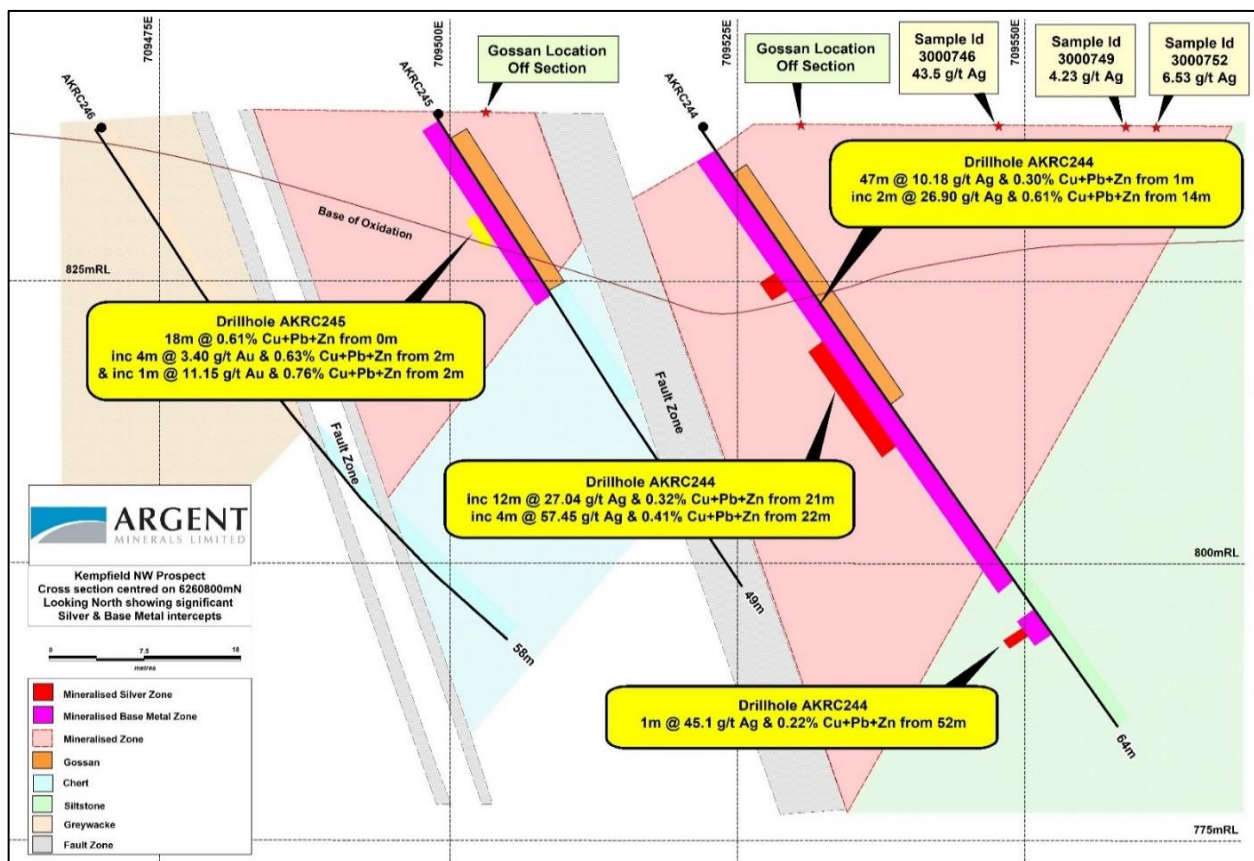 709475E
709500E
709525E
709550E
Gossan Location
Off Section
Gossan Location
Off Section
Sample Id
3000746
43.5 g/t Ag
Sample Id
3000749
4.23 g/t Ag
Sample Id
3000752
6.53 g/t Ag
AKRC246
AKRC245
AKRC244
Drillhole AKRC244
47m @ 10.18 g/t Ag & 0.30% Cu+Pb+Zn from 1m
inc 2m @ 26.90 g/t Ag & 0.61% Cu+Pb+Zn from 14m
Base of Oxidation
825mRL
Drillhole AKRC245
18m @ 0.61% Cu+Pb+Zn from 0m
inc 4m @ 3.40 g/t Au & 0.63% Cu+Pb+Zn from 2m
& inc 1m @ 11.15 g/t Au & 0.76% Cu+Pb+Zn from 2m
Fault Zone
Fault Zone
Drillhole AKRC244
inc 12m @ 27.04 g/t Ag & 0.32% Cu+Pb+Zn from 21m
inc 4m @ 57.45 g/t Ag & 0.41% Cu+Pb+Zn from 22m
800mRL
49m
58m
Drillhole AKRC244
1m @ 45.1 g/t Ag & 0.22% Cu+Pb+Zn from 52m
64m
775mRL
ARGENT
MINERALS LIMITED
Kempfield NW Prospect
Cross section centred on 6260800mN
Looking North showing significant
Silver & Base Metal intercepts
0 7.5 15
metres
Mineralised Silver Zone
Mineralised Base Metal Zone
Mineralised Zone
Gossan
Chert
Siltstone
Greywacke
Fault Zone